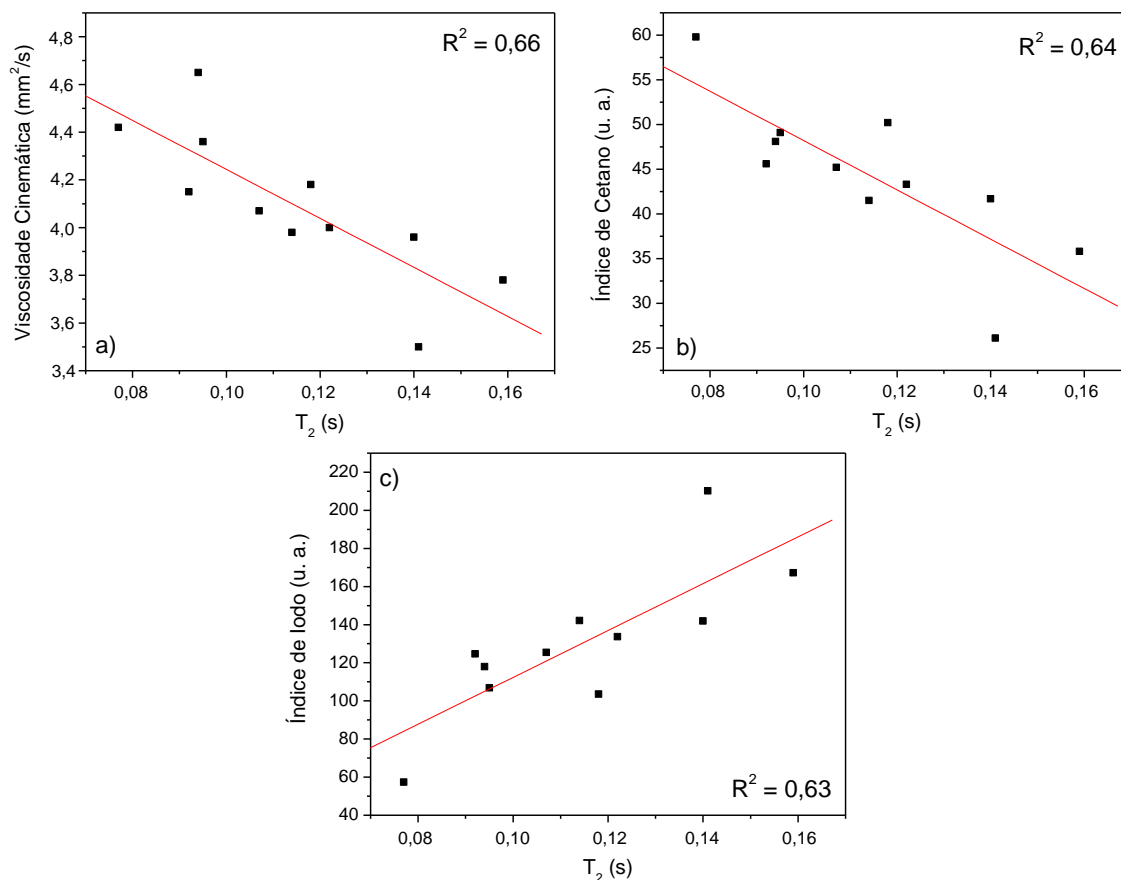 R² = 0,66
Viscosidade Cinemática (mm²/s)
4,8
4,6
4,4
4,2
4,0
3,8
3,6
3,4
a)
0,08 0,10 0,12 0,14 0,16
T₂ (s)
R² = 0,64
Índice de Cetano (u. a.)
60
55
50
45
40
35
30
25
b)
0,08 0,10 0,12 0,14 0,16
T₂ (s)
c)
Índice de Iodo (u. a.)
220
200
180
160
140
120
100
80
60
40
R² = 0,63
0,08 0,10 0,12 0,14 0,16
T₂ (s)